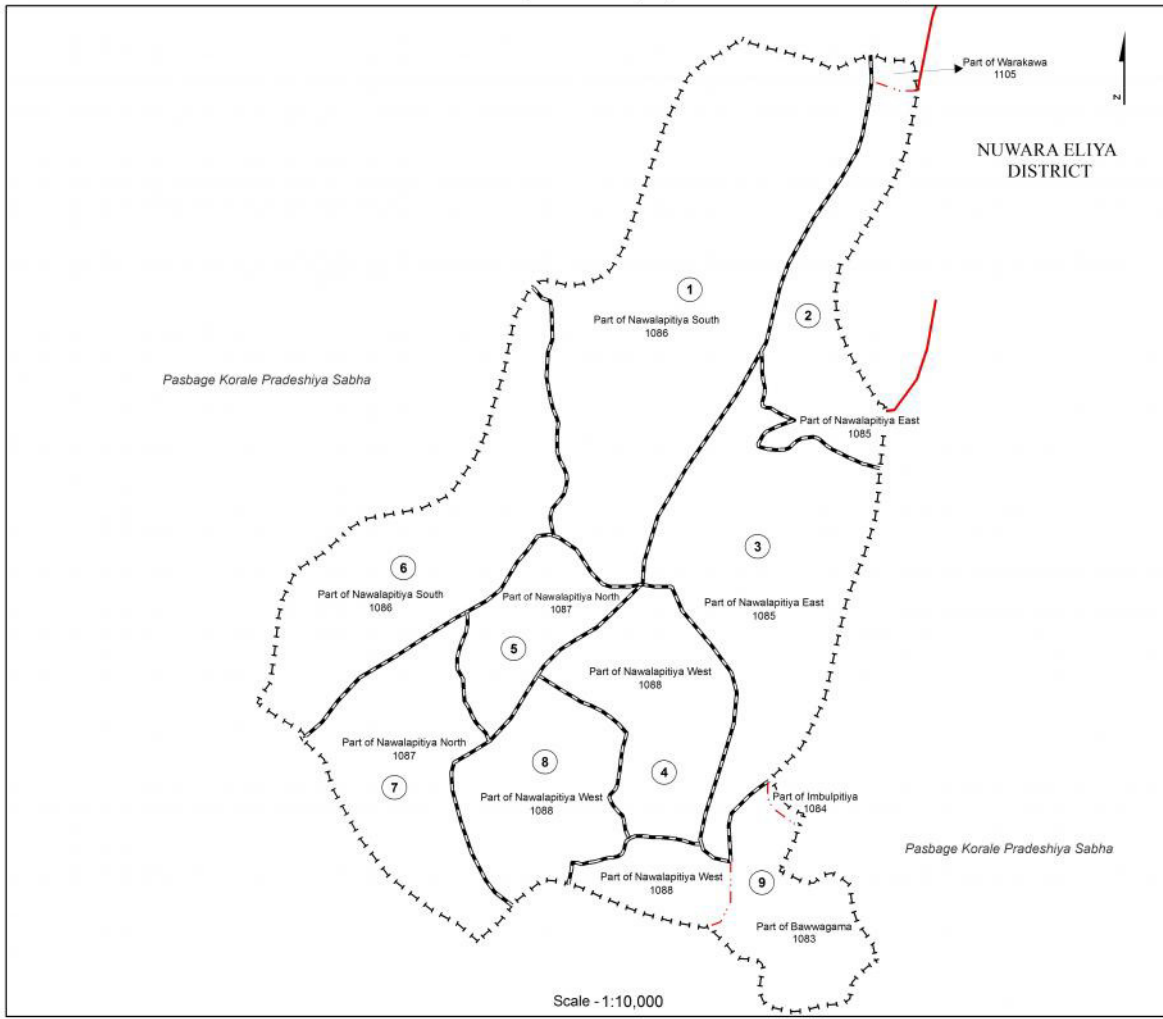 Part of Warakawa
1105
z
NUWARA ELIYA
DISTRICT
1
Part of Nawalapitiya South
1086
2
Pasbage Korale Pradeshiya Sabha
Part of Nawalapitiya East
1085
3
6
Part of Nawalapitiya South
1086
Part of Nawalapitiya North
1087
Part of Nawalapitiya East
1085
5
Part of Nawalapitiya West
1088
Part of Nawalapitiya North
1087
7
8
Part of Nawalapitiya West
1088
4
Part of Imbulpitiya
1084
Pasbage Korale Pradeshiya Sabha
Part of Nawalapitiya West
1088
9
Part of Bawwagama
1083
Scale - 1:10,000